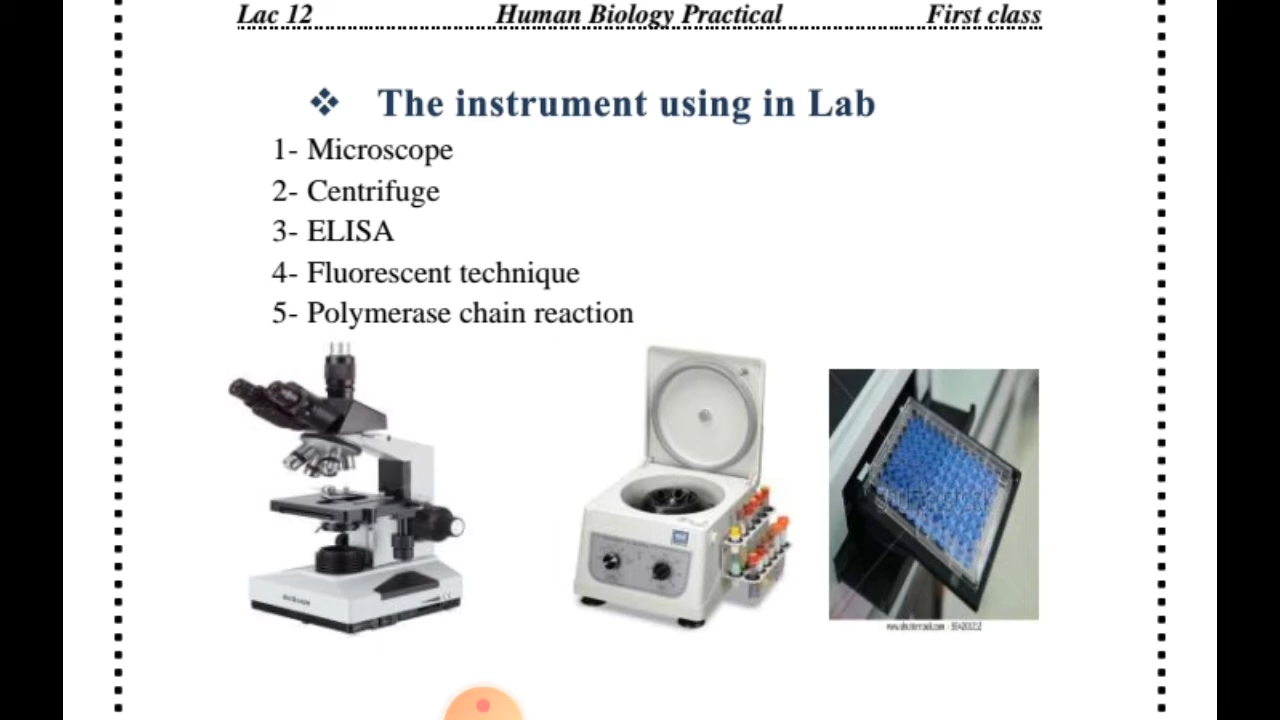 Lac 12 Human Biology Practical First class
❖ The instrument using in Lab
1- Microscope
2- Centrifuge
3- ELISA
4- Fluorescent technique
5- Polymerase chain reaction